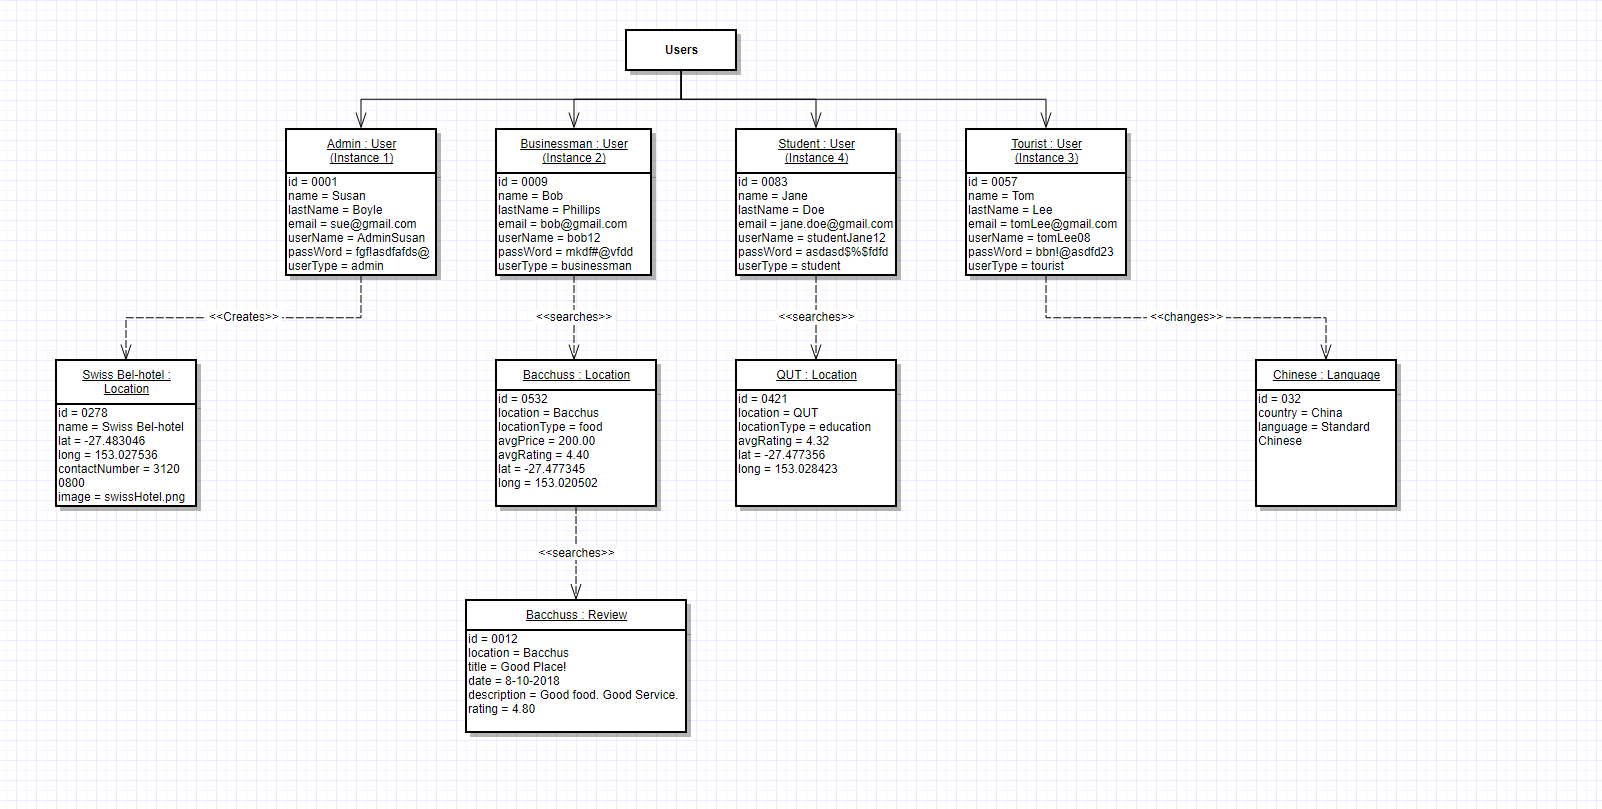 Users
Admin : User
(Instance 1)
id = 0001
name = Susan
lastName = Boyle
email = sue@gmail.com
userName = AdminSusan
passWord = fgf!asdfafds@
userType = admin
Businessman : User
(Instance 2)
id = 0009
name = Bob
lastName = Phillips
email = bob@gmail.com
userName = bob12
passWord = mkdf#@vfdd
userType = businessman
Student : User
(Instance 4)
id = 0083
name = Jane
lastName = Doe
email = jane.doe@gmail.com
userName = studentJane12
passWord = asdasd$%$fdfd
userType = student
Tourist : User
(Instance 3)
id = 0057
name = Tom
lastName = Lee
email = tomLee@gmail.com
userName = tomLee08
passWord = bbn!@asdfd23
userType = tourist
<<Creates>>
<<searches>>
<<searches>>
<<changes>>
Swiss Bel-hotel :
Location
id = 0278
name = Swiss Bel-hotel
lat = -27.483046
long = 153.027536
contactNumber = 3120
0800
image = swissHotel.png
Bacchuss : Location
id = 0532
location = Bacchus
locationType = food
avgPrice = 200.00
avgRating = 4.40
lat = -27.477345
long = 153.020502
QUT : Location
id = 0421
location = QUT
locationType = education
avgRating = 4.32
lat = -27.477356
long = 153.028423
Chinese : Language
id = 032
country = China
language = Standard
Chinese
<<searches>>
Bacchuss : Review
id = 0012
location = Bacchus
title = Good Place!
date = 8-10-2018
description = Good food. Good Service.
rating = 4.80